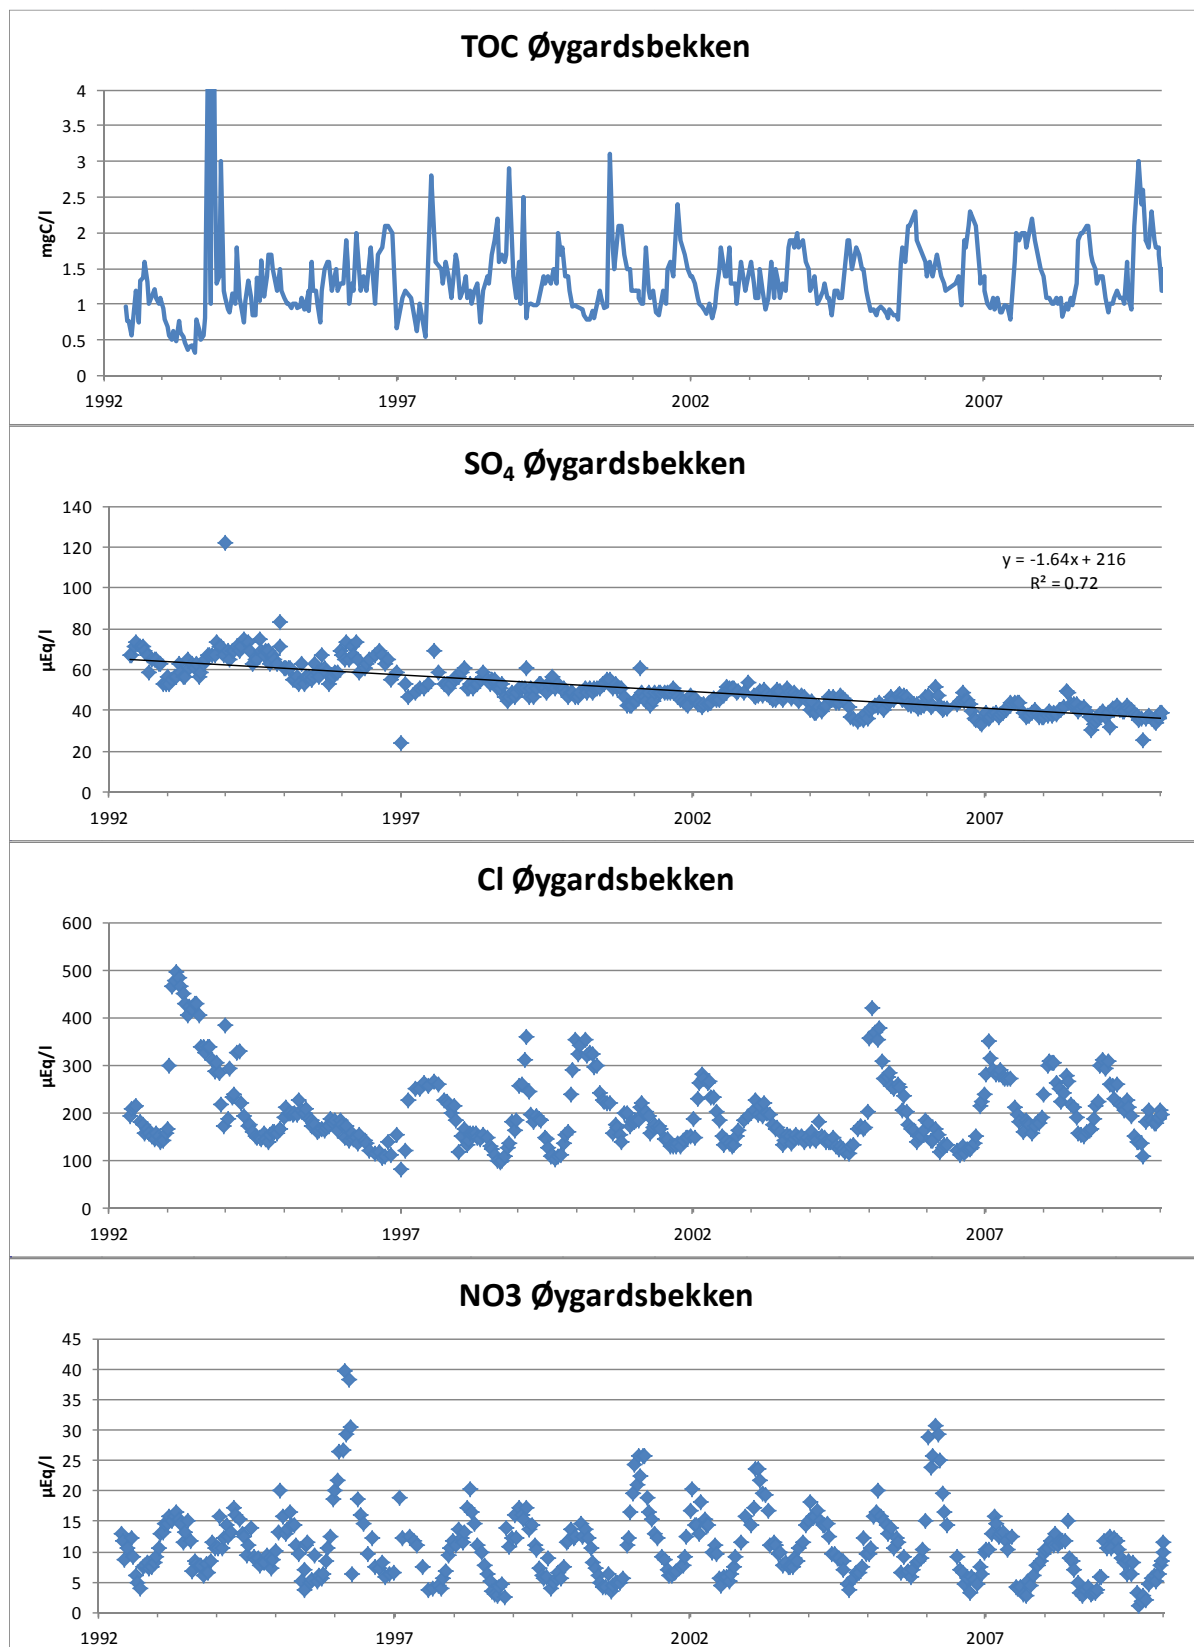 TOC Øygardsbekken
4
3.5
3
2.5
2
1.5
1
0.5
0
mgC/l
1992 1997 2002 2007
SO₄ Øygardsbekken
140
120
100
80
60
40
20
0
µEq/l
y = -1.64x + 216
R² = 0.72
1992 1997 2002 2007
Cl Øygardsbekken
600
500
400
300
200
100
0
µEq/l
1992 1997 2002 2007
NO3 Øygardsbekken
45
40
35
30
25
20
15
10
5
0
µEq/l
1992 1997 2002 2007